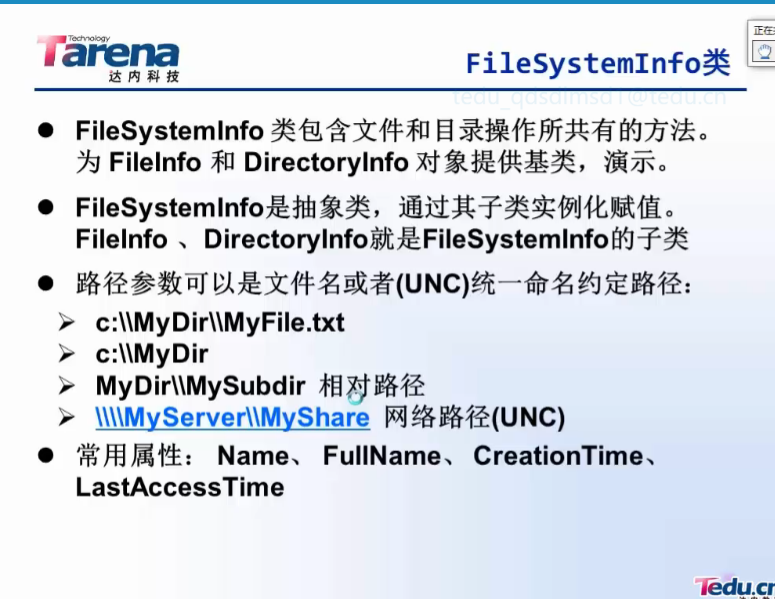 Technology
Tarena
达内科技
正在
FileSystemInfo类
● FileSystemInfo 类包含文件和目录操作所共有的方法。
为 FileInfo 和 DirectoryInfo 对象提供基类，演示。
● FileSystemInfo是抽象类，通过其子类实例化赋值。
FileInfo 、DirectoryInfo就是FileSystemInfo的子类
● 路径参数可以是文件名或者(UNC)统一命名约定路径：
➢ c:\\MyDir\\MyFile.txt
➢ c:\\MyDir
➢ MyDir\\MySubdir 相对路径
➢ \\\\MyServer\\MyShare 网络路径(UNC)
● 常用属性： Name、 FullName、 CreationTime、
LastAccessTime
Tedu.cn